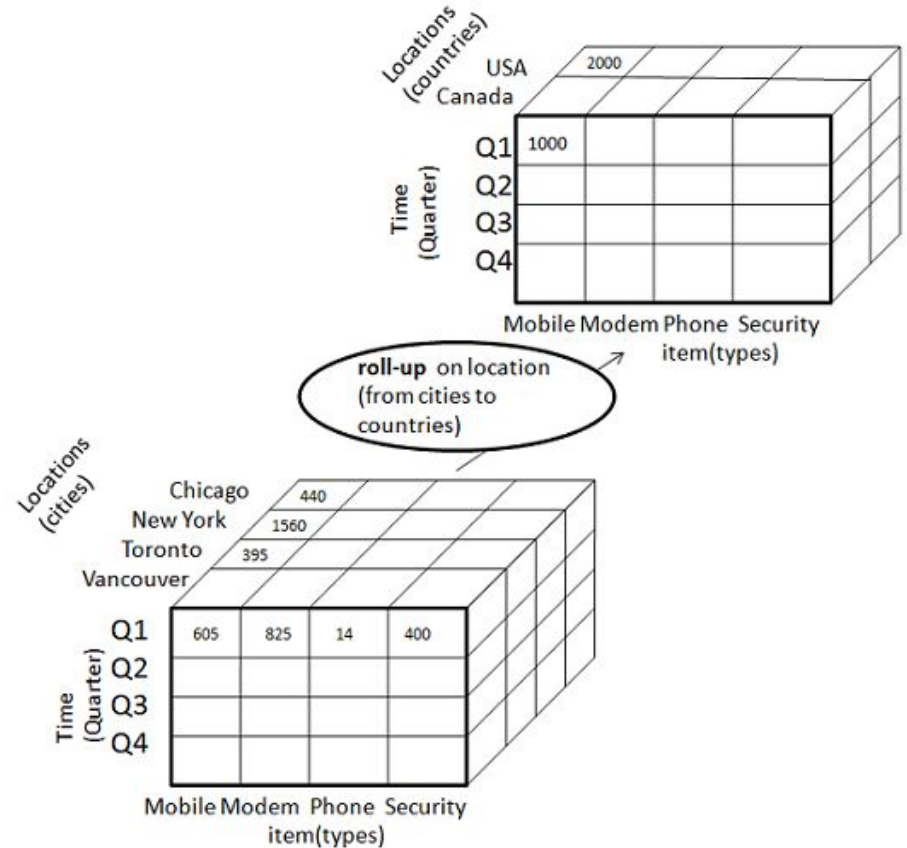 Locations
(countries)
USA
Canada
2000
Time
(Quarter)
Q1
1000
Q2
Q3
Q4
Mobile Modem Phone Security
item(types)
roll-up on location
(from cities to
countries)
Locations
(cities)
Chicago
440
New York
1560
Toronto
395
Vancouver
Time
(Quarter)
Q1
605 825 14 400
Q2
Q3
Q4
Mobile Modem Phone Security
item(types)